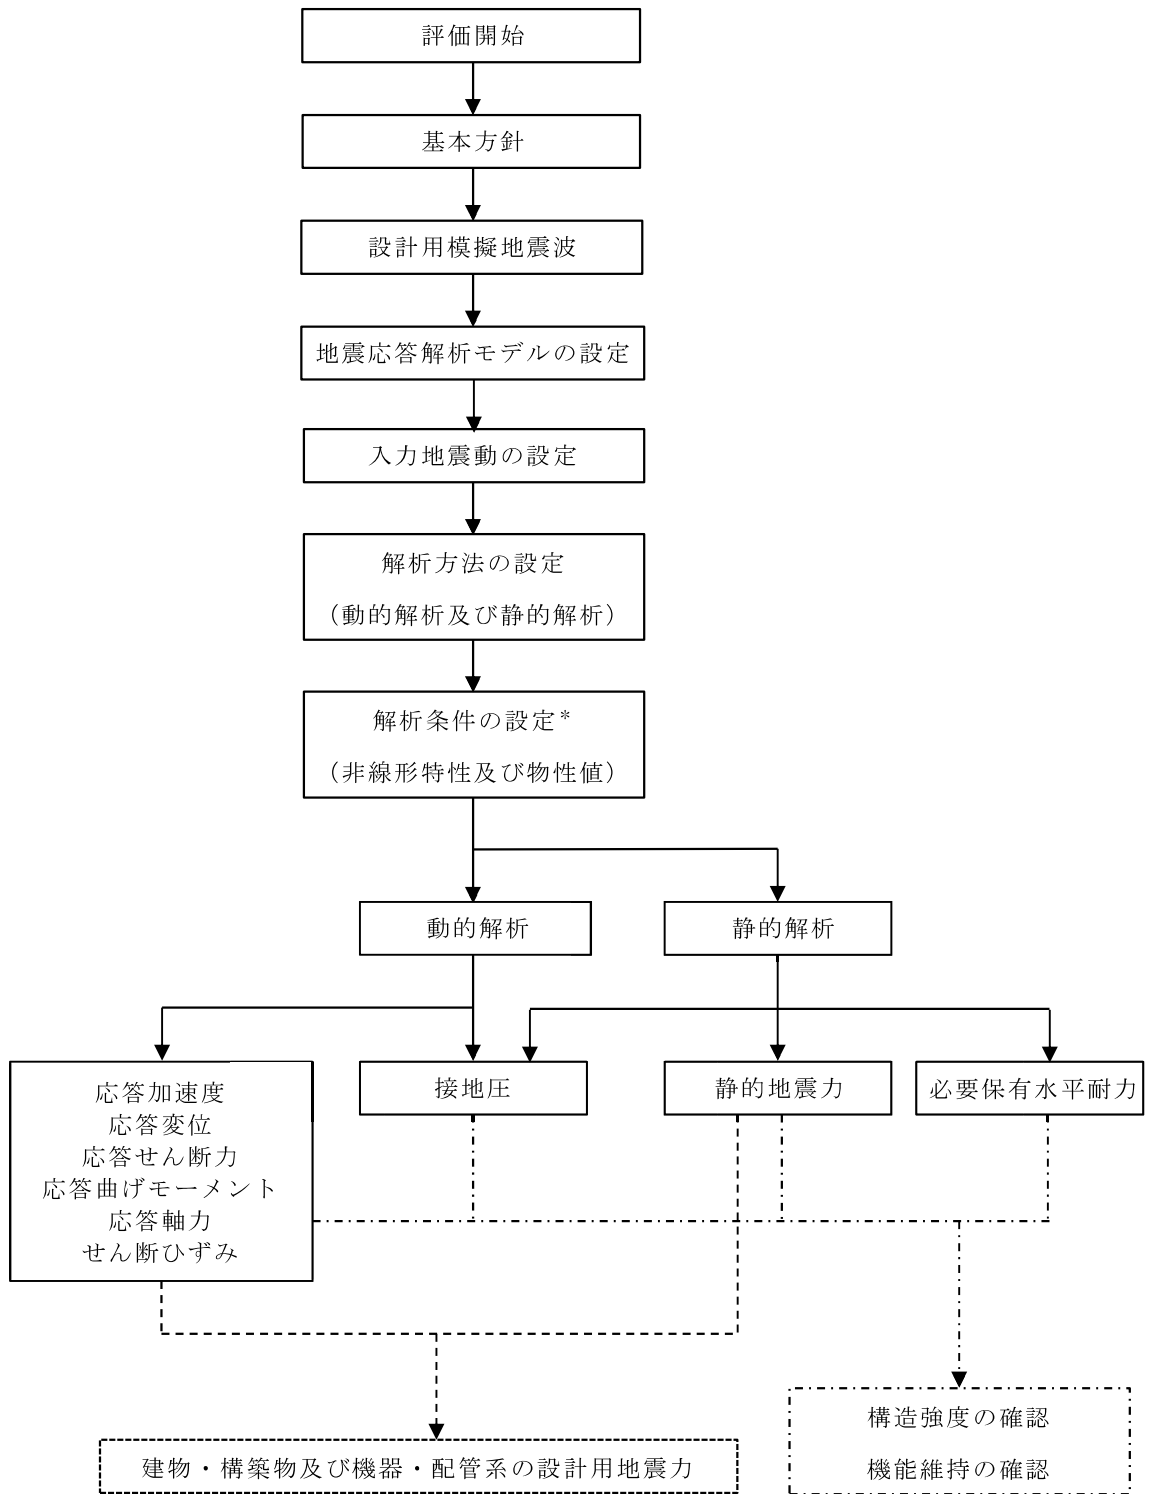 評価開始
基本方針
設計用模擬地震波
地震応答解析モデルの設定
入力地震動の設定
解析方法の設定
（動的解析及び静的解析）
解析条件の設定*
（非線形特性及び物性値）
動的解析
静的解析
応答加速度
応答変位
応答せん断力
応答曲げモーメント
応答軸力
せん断ひずみ
接地圧
静的地震力
必要保有水平耐力
構造強度の確認
機能維持の確認
建物・構築物及び機器・配管系の設計用地震力